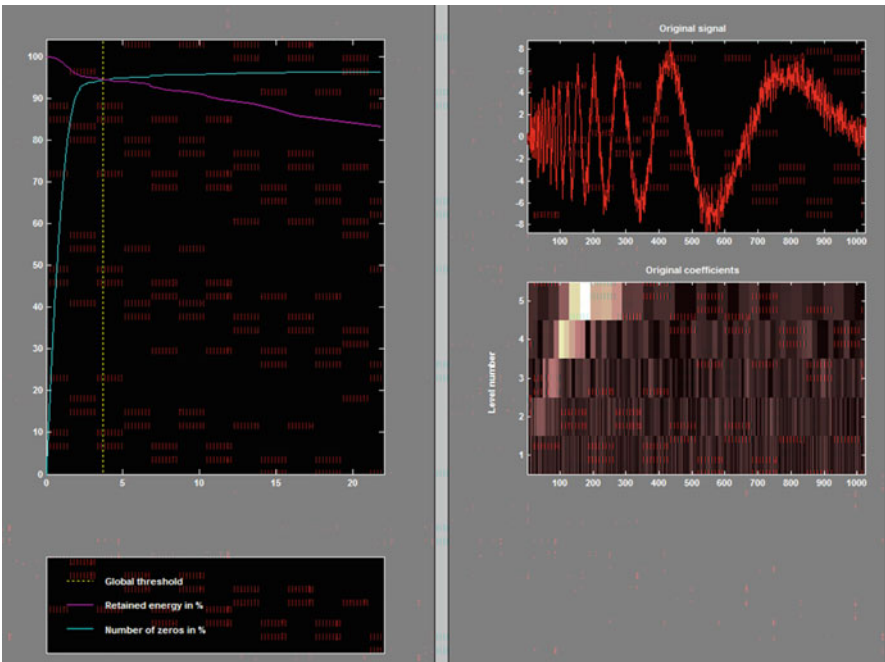 100
90
80
70
60
50
40
30
20
10
0
0 5 10 15 20
Global threshold
Retained energy in %
Number of zeros in %
Original signal
8
6
4
2
0
-2
-4
-6
-8
100 200 300 400 500 600 700 800 900 1000
Original coefficients
Level number
5
4
3
2
1
100 200 300 400 500 600 700 800 900 1000